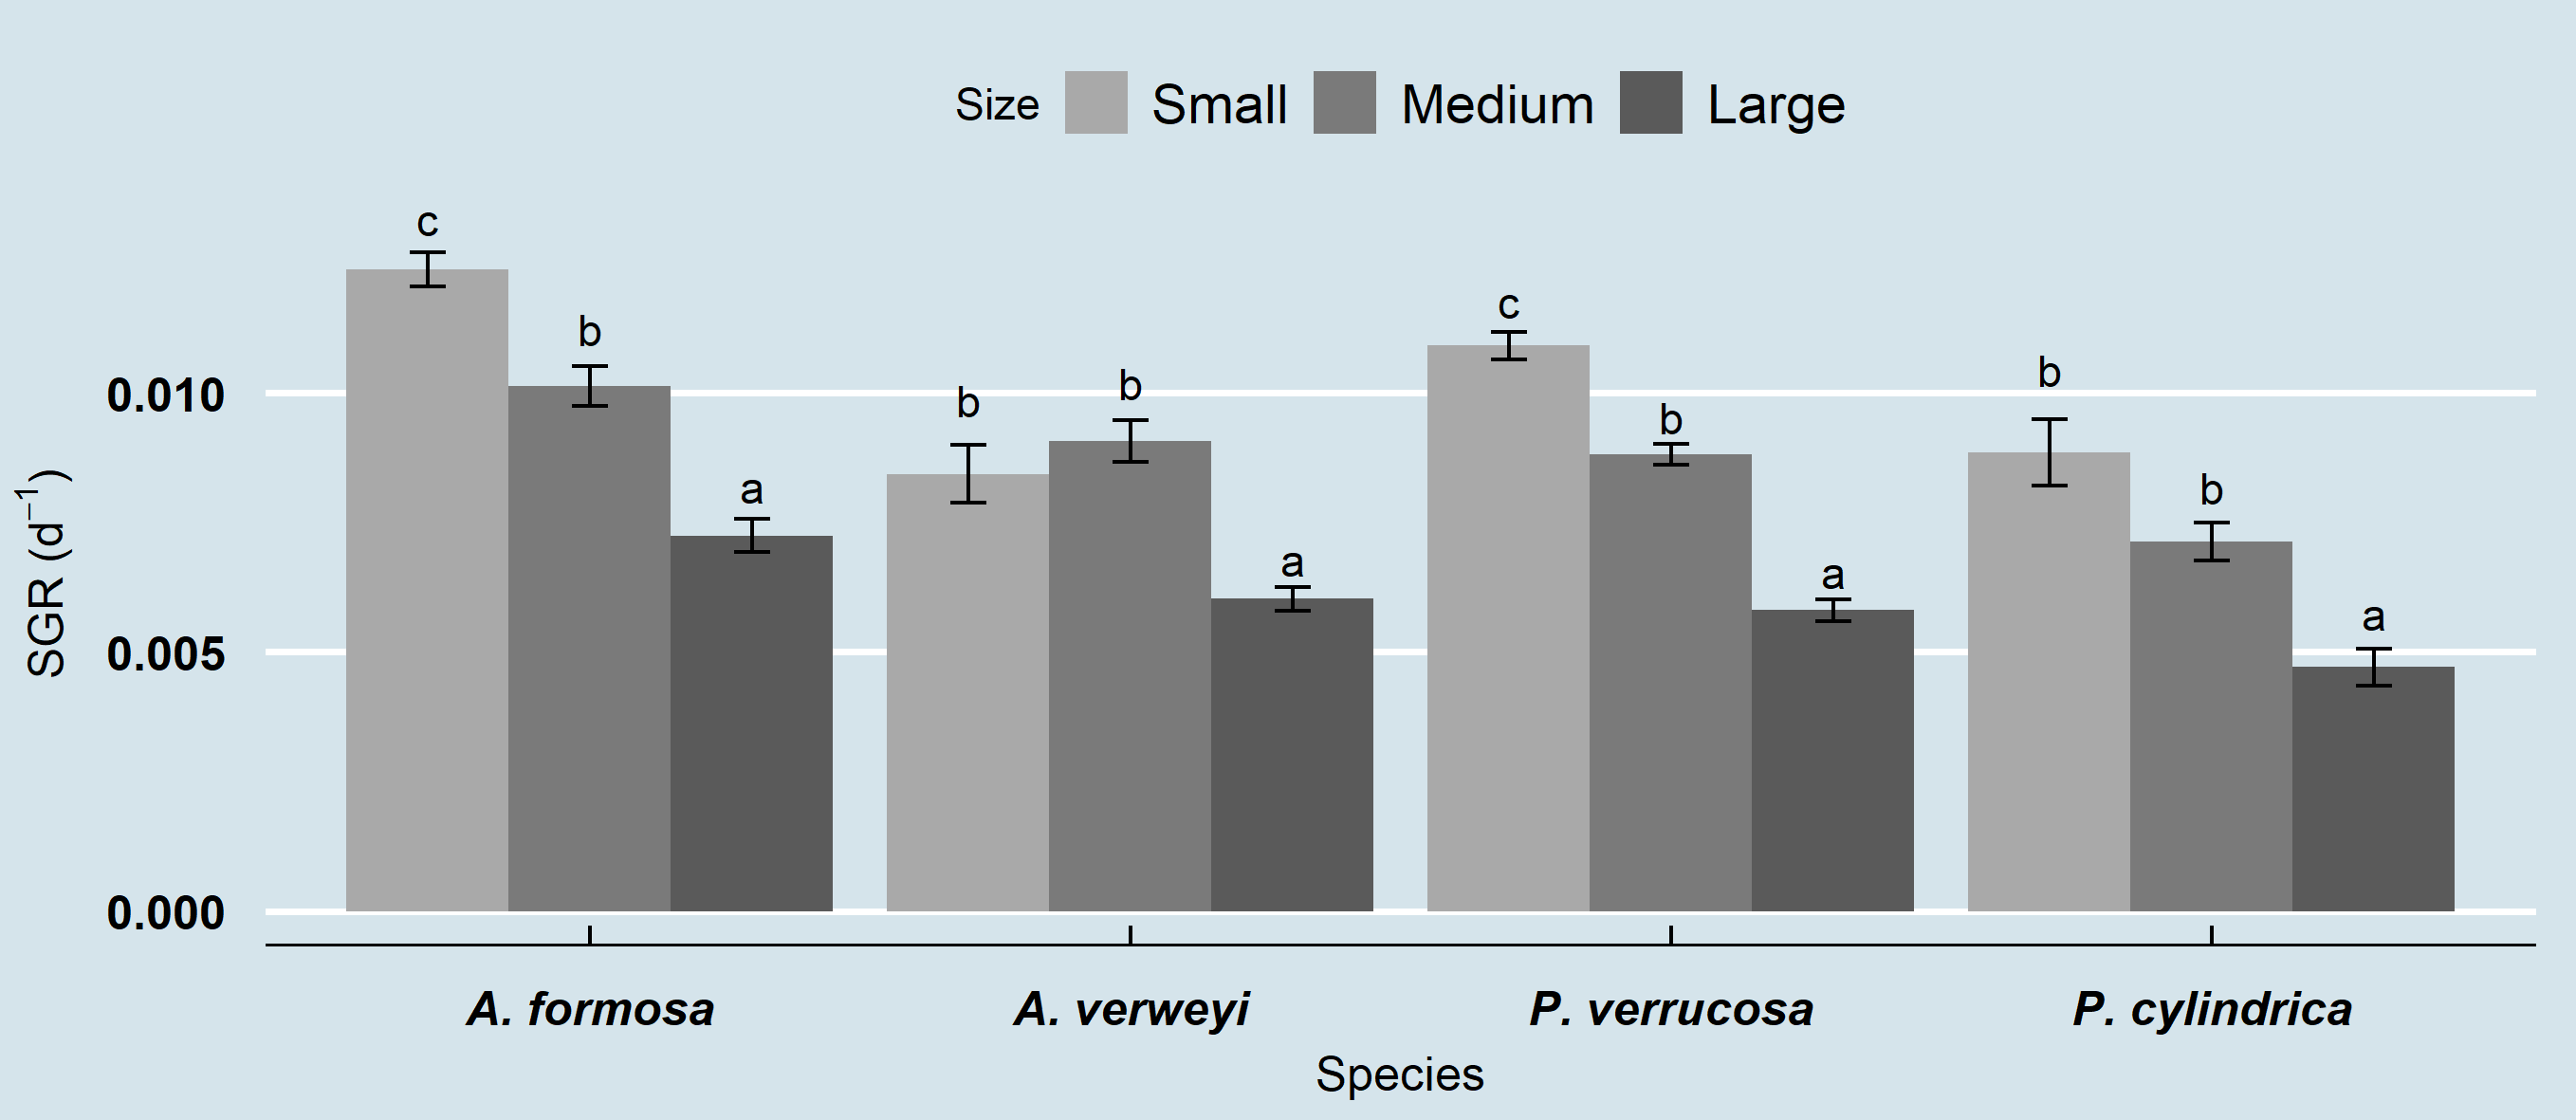 Size Small Medium Large
c
b
a
b
b
a
c
b
a
b
b
a
0.010
0.005
0.000
SGR (d⁻¹)
A. formosa A. verweyi P. verrucosa P. cylindrica
Species